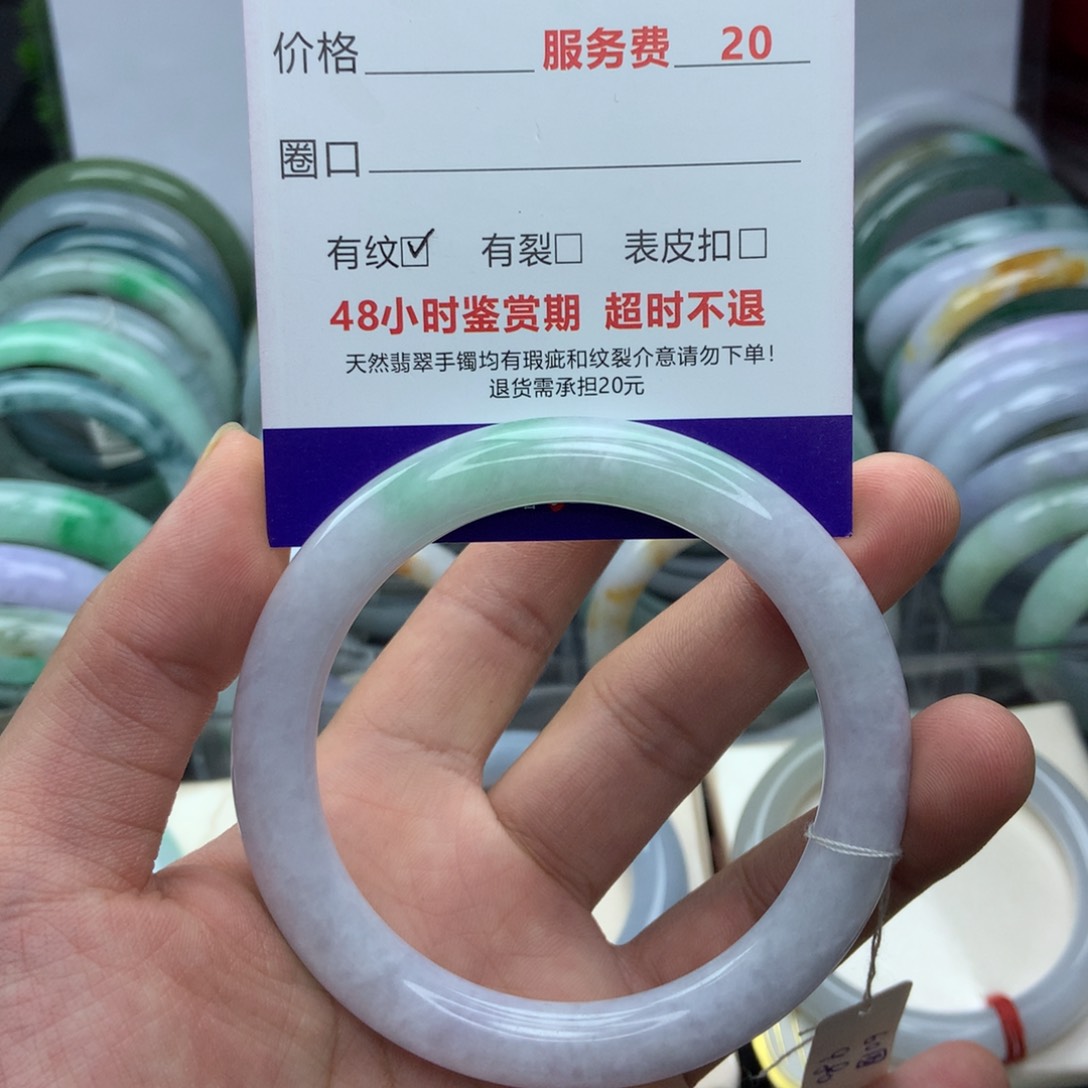 价格 服务费 20
圈口
有纹☑ 有裂□ 表皮扣□
48小时鉴赏期 超时不退
天然翡翠手镯均有瑕疵和纹裂介意请勿下单！
退货需承担20元